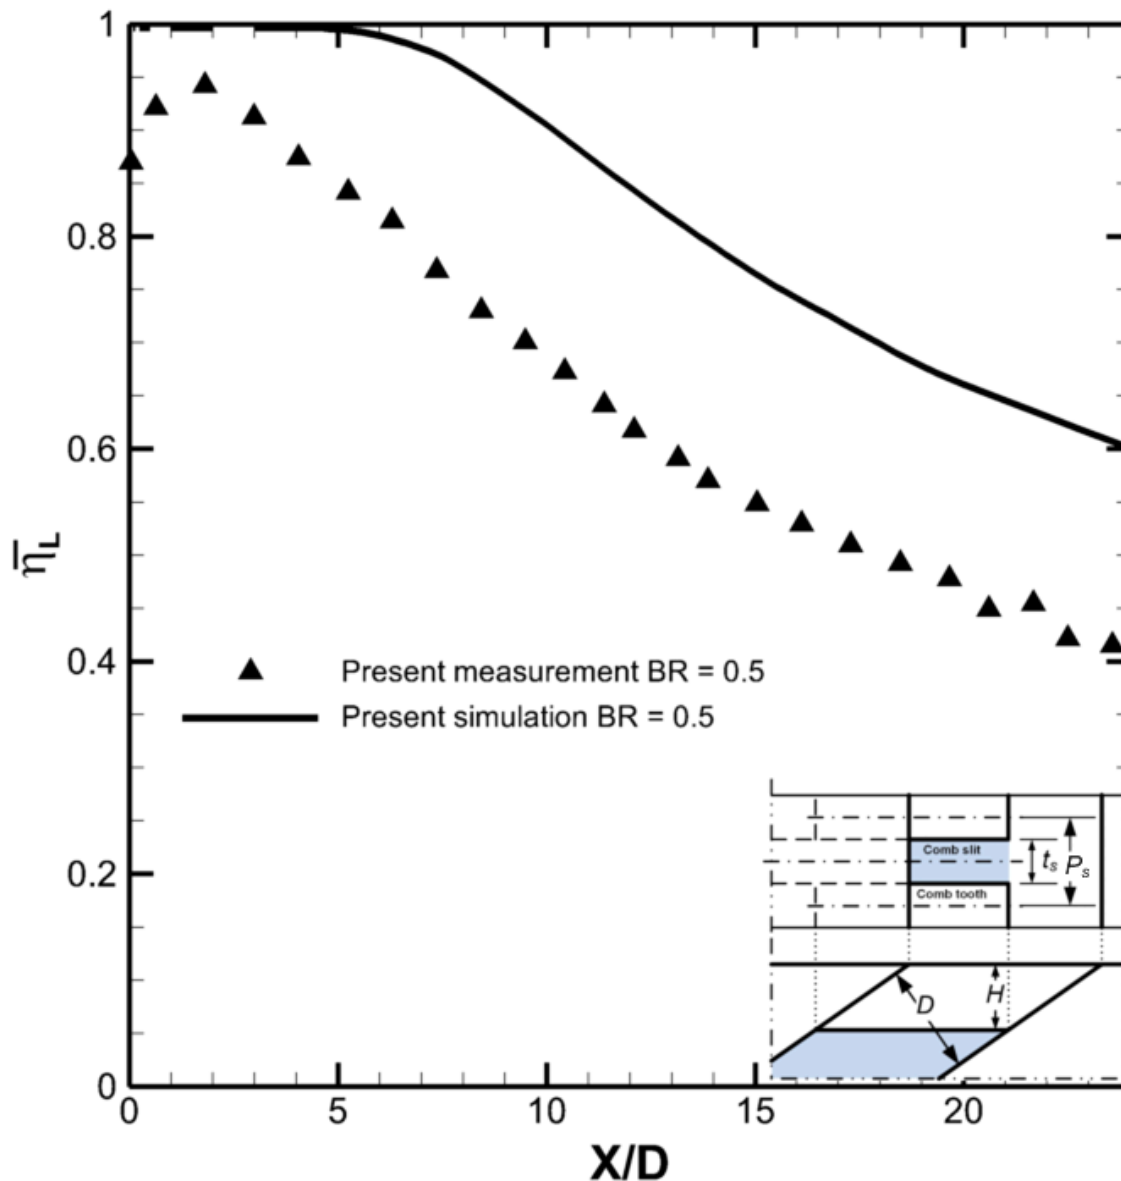 1
0.8
0.6
η̅L
0.4
Present measurement BR = 0.5
Present simulation BR = 0.5
Comb slit
ts
Ps
Comb tooth
0.2
H
D
0
0 5 10 15 20
X/D